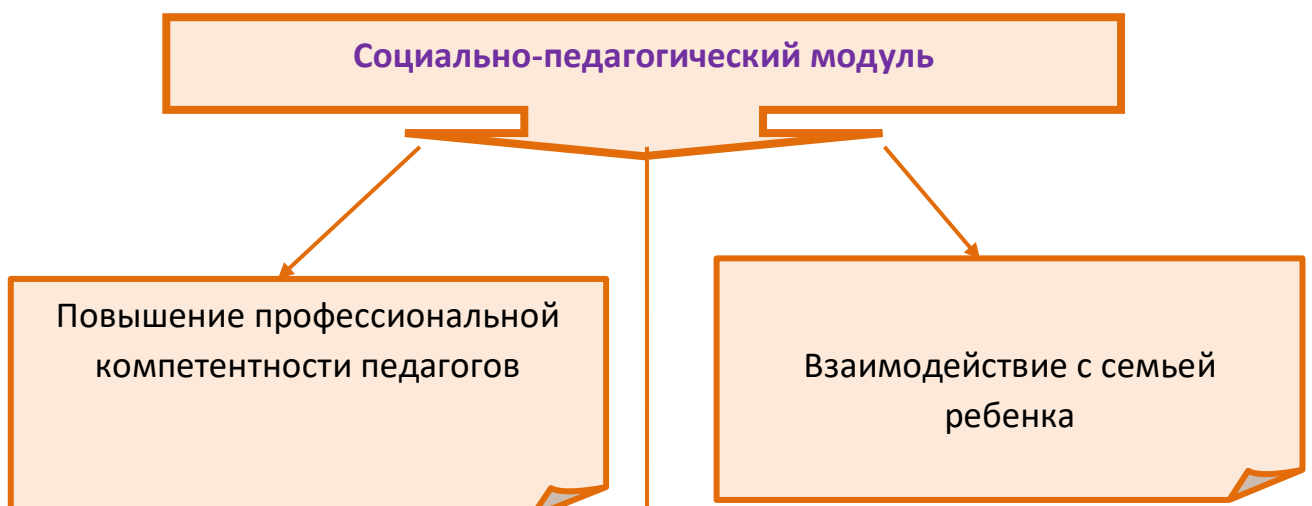 Социально-педагогический модуль
Повышение профессиональной
компетентности педагогов
Взаимодействие с семьей
ребенка